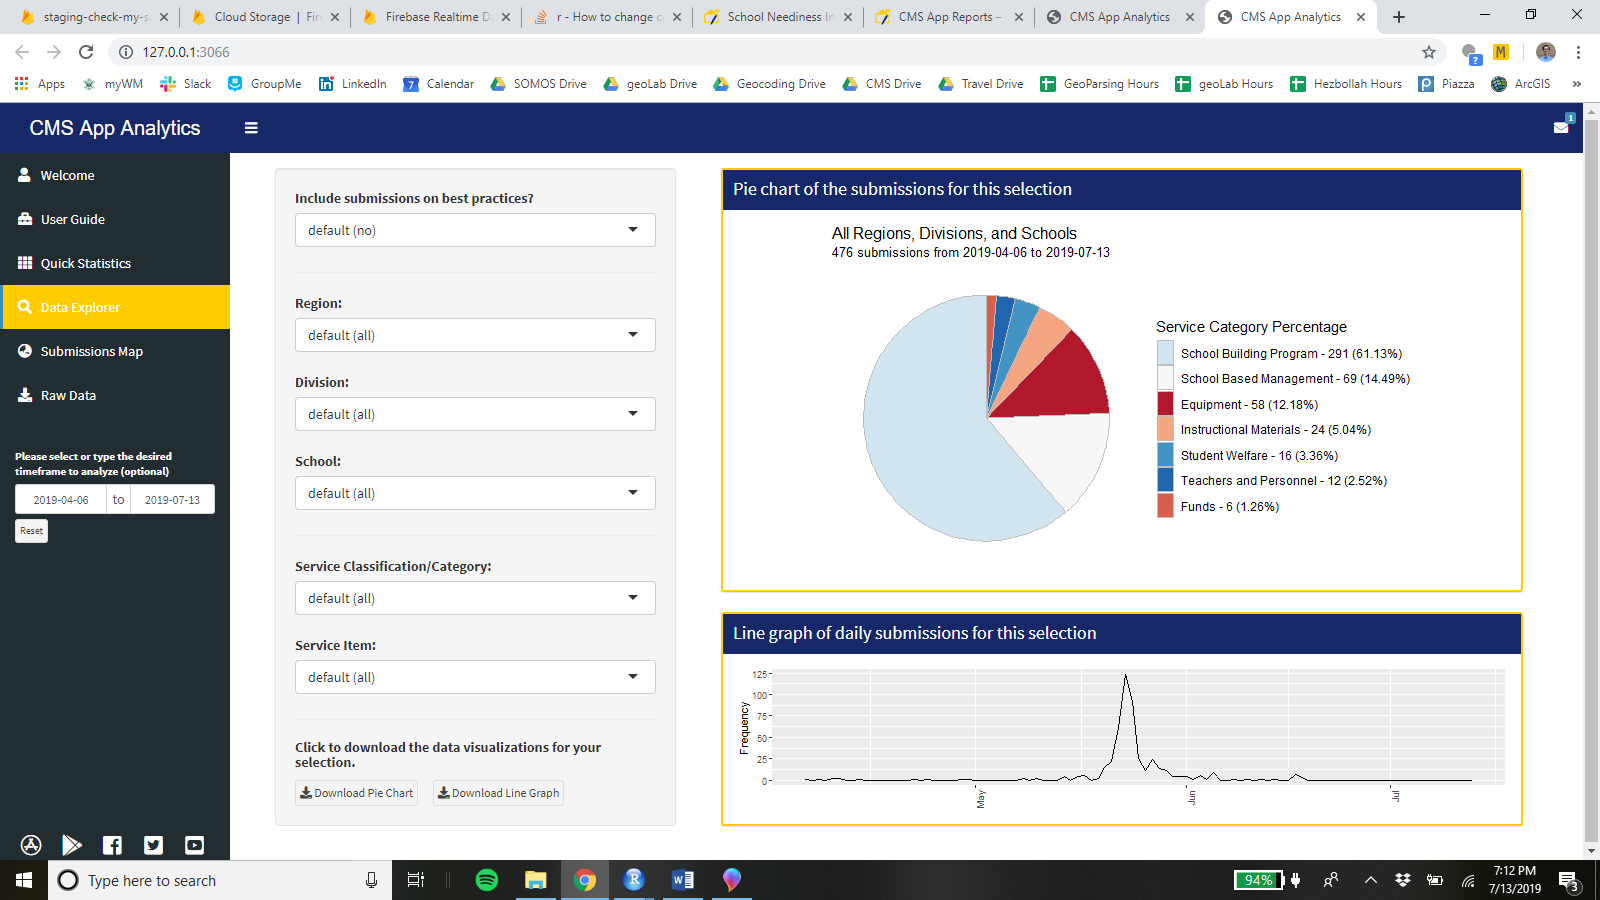 staging-check-my-s
Cloud Storage | Fir
Firebase Realtime D
r - How to change c
School Neediness In
CMS App Reports –
CMS App Analytics
CMS App Analytics
127.0.0.1:3066
M
?
Apps
myWM
Slack
GroupMe
LinkedIn
7 Calendar
SOMOS Drive
geoLab Drive
Geocoding Drive
CMS Drive
Travel Drive
GeoParsing Hours
geoLab Hours
Hezbollah Hours
Piazza
ArcGIS
»
CMS App Analytics
1
Welcome
User Guide
Quick Statistics
Data Explorer
Submissions Map
Raw Data
Please select or type the desired
timeframe to analyze (optional)
2019-04-06 to 2019-07-13
Reset
Include submissions on best practices?
default (no)
Region:
default (all)
Division:
default (all)
School:
default (all)
Service Classification/Category:
default (all)
Service Item:
default (all)
Click to download the data visualizations for your
selection.
Download Pie Chart
Download Line Graph
Pie chart of the submissions for this selection
All Regions, Divisions, and Schools
476 submissions from 2019-04-06 to 2019-07-13
Service Category Percentage
School Building Program - 291 (61.13%)
School Based Management - 69 (14.49%)
Equipment - 58 (12.18%)
Instructional Materials - 24 (5.04%)
Student Welfare - 16 (3.36%)
Teachers and Personnel - 12 (2.52%)
Funds - 6 (1.26%)
Line graph of daily submissions for this selection
Frequency
125
100
75
50
25
0
May
Jun
Jul
Type here to search
R
94%
7:12 PM
7/13/2019
3